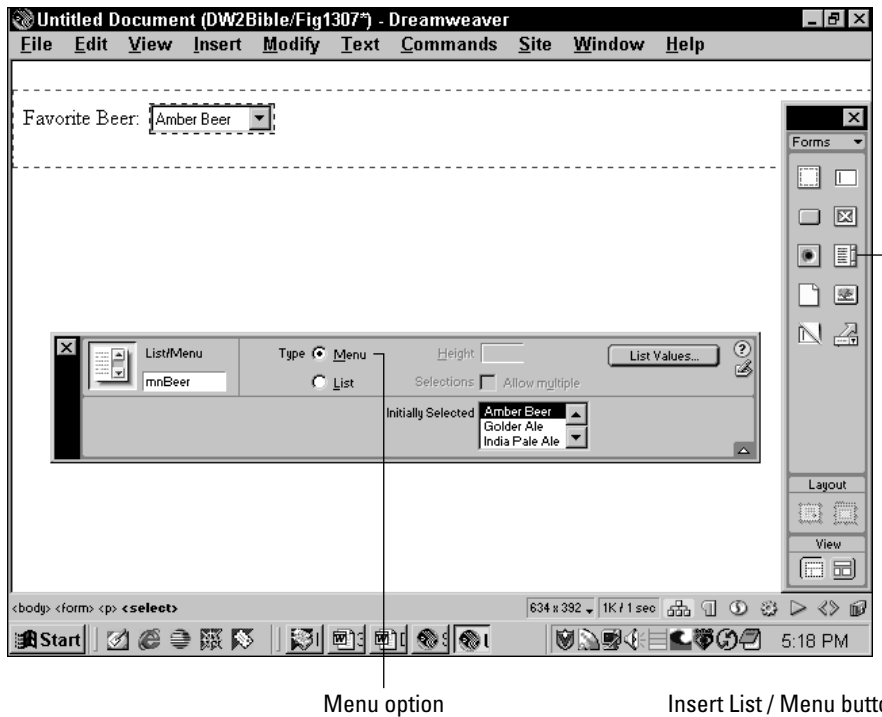 Untitled Document (DW2Bible/Fig1307*) - Dreamweaver
File Edit View Insert Modify Text Commands Site Window Help
Favorite Beer: Amber Beer
Forms
List/Menu
mnBeer
Type Menu
List
Height
Selections Allow multiple
List Values...
Initially Selected Amber Beer
Golder Ale
India Pale Ale
Layout
View
<body> <form> <p> <select>
634 x 392 1K / 1 sec
Start
5:18 PM
Menu option
Insert List / Menu butto